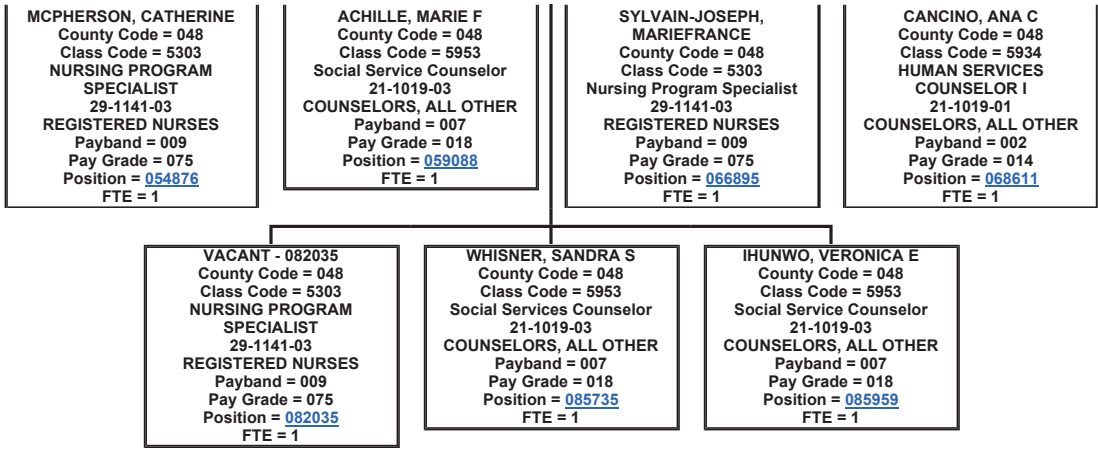 MCPHERSON, CATHERINE
County Code = 048
Class Code = 5303
NURSING PROGRAM
SPECIALIST
29-1141-03
REGISTERED NURSES
Payband = 009
Pay Grade = 075
Position = 054876
FTE = 1
ACHILLE, MARIE F
County Code = 048
Class Code = 5953
Social Service Counselor
21-1019-03
COUNSELORS, ALL OTHER
Payband = 007
Pay Grade = 018
Position = 059088
FTE = 1
SYLVAIN-JOSEPH,
MARIEFRANCE
County Code = 048
Class Code = 5303
Nursing Program Specialist
29-1141-03
REGISTERED NURSES
Payband = 009
Pay Grade = 075
Position = 066895
FTE = 1
CANCINO, ANA C
County Code = 048
Class Code = 5934
HUMAN SERVICES
COUNSELOR I
21-1019-01
COUNSELORS, ALL OTHER
Payband = 002
Pay Grade = 014
Position = 068611
FTE = 1
VACANT - 082035
County Code = 048
Class Code = 5303
NURSING PROGRAM
SPECIALIST
29-1141-03
REGISTERED NURSES
Payband = 009
Pay Grade = 075
Position = 082035
FTE = 1
WHISNER, SANDRA S
County Code = 048
Class Code = 5953
Social Services Counselor
21-1019-03
COUNSELORS, ALL OTHER
Payband = 007
Pay Grade = 018
Position = 085735
FTE = 1
IHUNWO, VERONICA E
County Code = 048
Class Code = 5953
Social Service Counselor
21-1019-03
COUNSELORS, ALL OTHER
Payband = 007
Pay Grade = 018
Position = 085959
FTE = 1